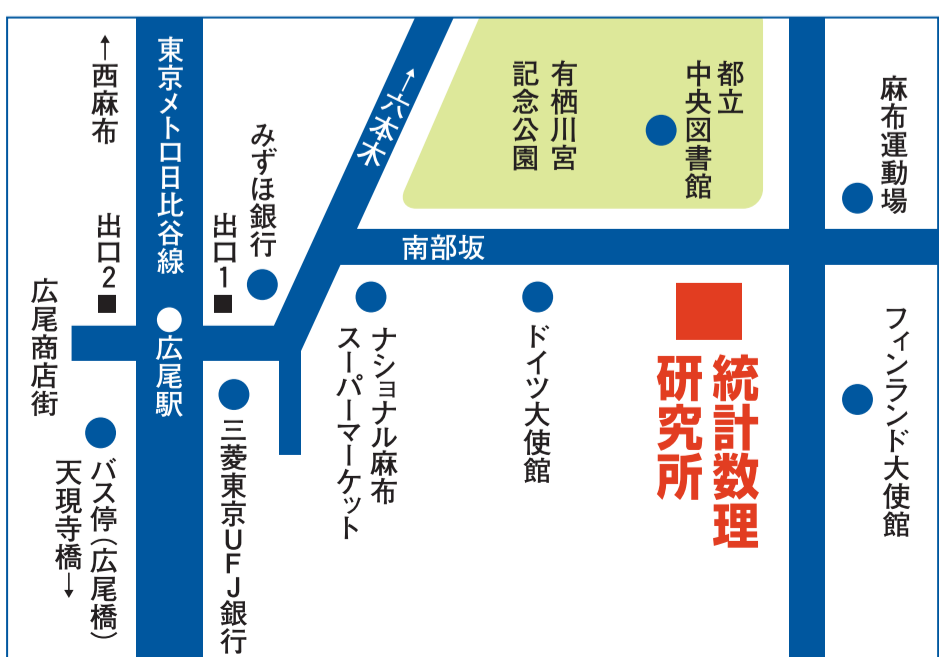 ←西麻布
東京メトロ日比谷線
広尾駅
出口2
出口1
みずほ銀行
←六本木
有栖川宮
記念公園
都立
中央図書館
麻布運動場
南部坂
広尾商店街
バス停(広尾橋)
天現寺橋→
三菱東京UFJ銀行
ナショナル麻布
スーパーマーケット
ドイツ大使館
統計数理
研究所
フィンランド大使館